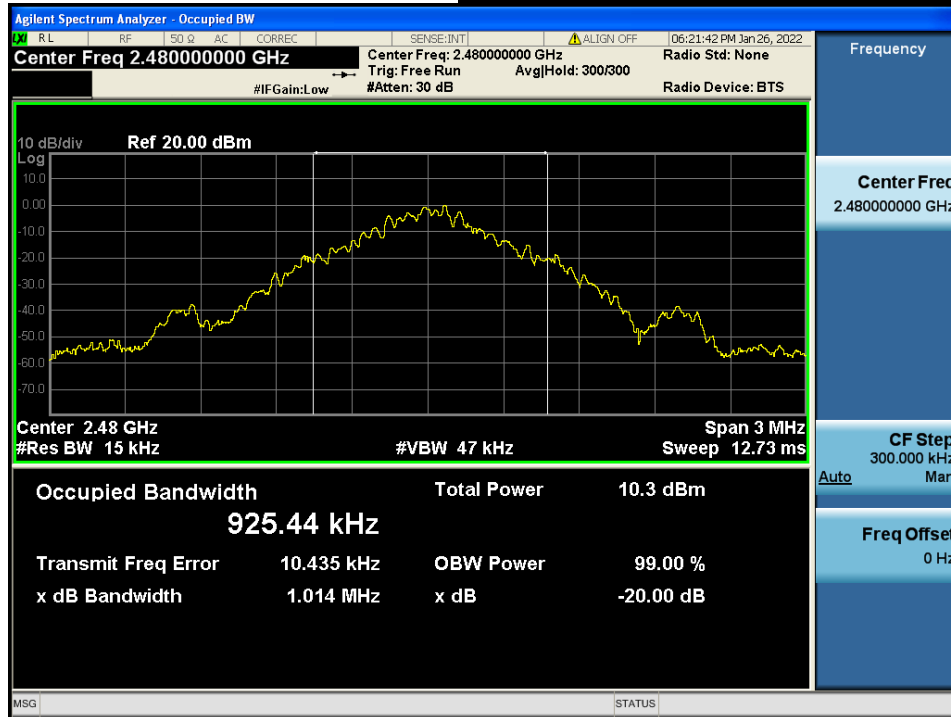 Agilent Spectrum Analyzer - Occupied BW
LXI RL RF 50 Ω AC CORREC SENSE:INT ALIGN OFF 06:21:42 PM Jan 26, 2022
Center Freq 2.480000000 GHz
Center Freq: 2.480000000 GHz Radio Std: None
Trig: Free Run Avg|Hold: 300/300
#IFGain:Low #Atten: 30 dB Radio Device: BTS
10 dB/div Ref 20.00 dBm
Log
10.0
0.00
-10.0
-20.0
-30.0
-40.0
-50.0
-60.0
-70.0
Center 2.48 GHz Span 3 MHz
#Res BW 15 kHz #VBW 47 kHz Sweep 12.73 ms
Occupied Bandwidth Total Power 10.3 dBm
925.44 kHz
Transmit Freq Error 10.435 kHz OBW Power 99.00 %
x dB Bandwidth 1.014 MHz x dB -20.00 dB
MSG STATUS
Frequency
Center Freq
2.480000000 GHz
CF Step
300.000 kHz
Auto Man
Freq Offset
0 Hz